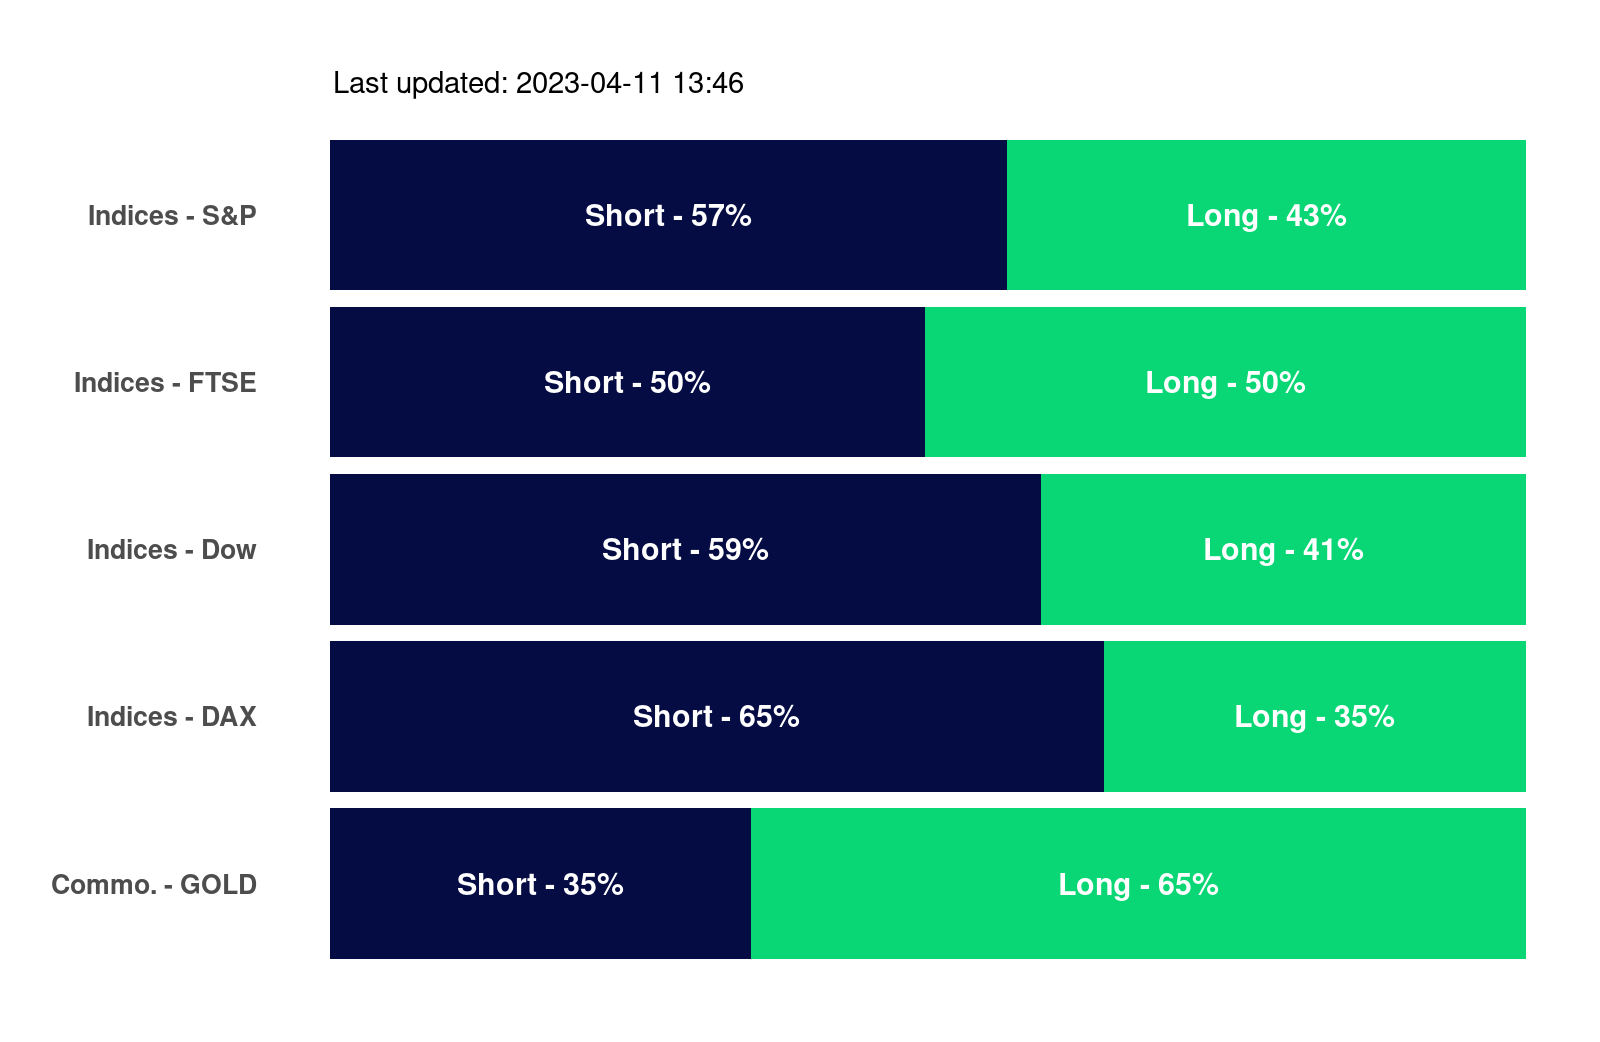 Last updated: 2023-04-11 13:46
Indices - S&P Short - 57% Long - 43%
Indices - FTSE Short - 50% Long - 50%
Indices - Dow Short - 59% Long - 41%
Indices - DAX Short - 65% Long - 35%
Commo. - GOLD Short - 35% Long - 65%